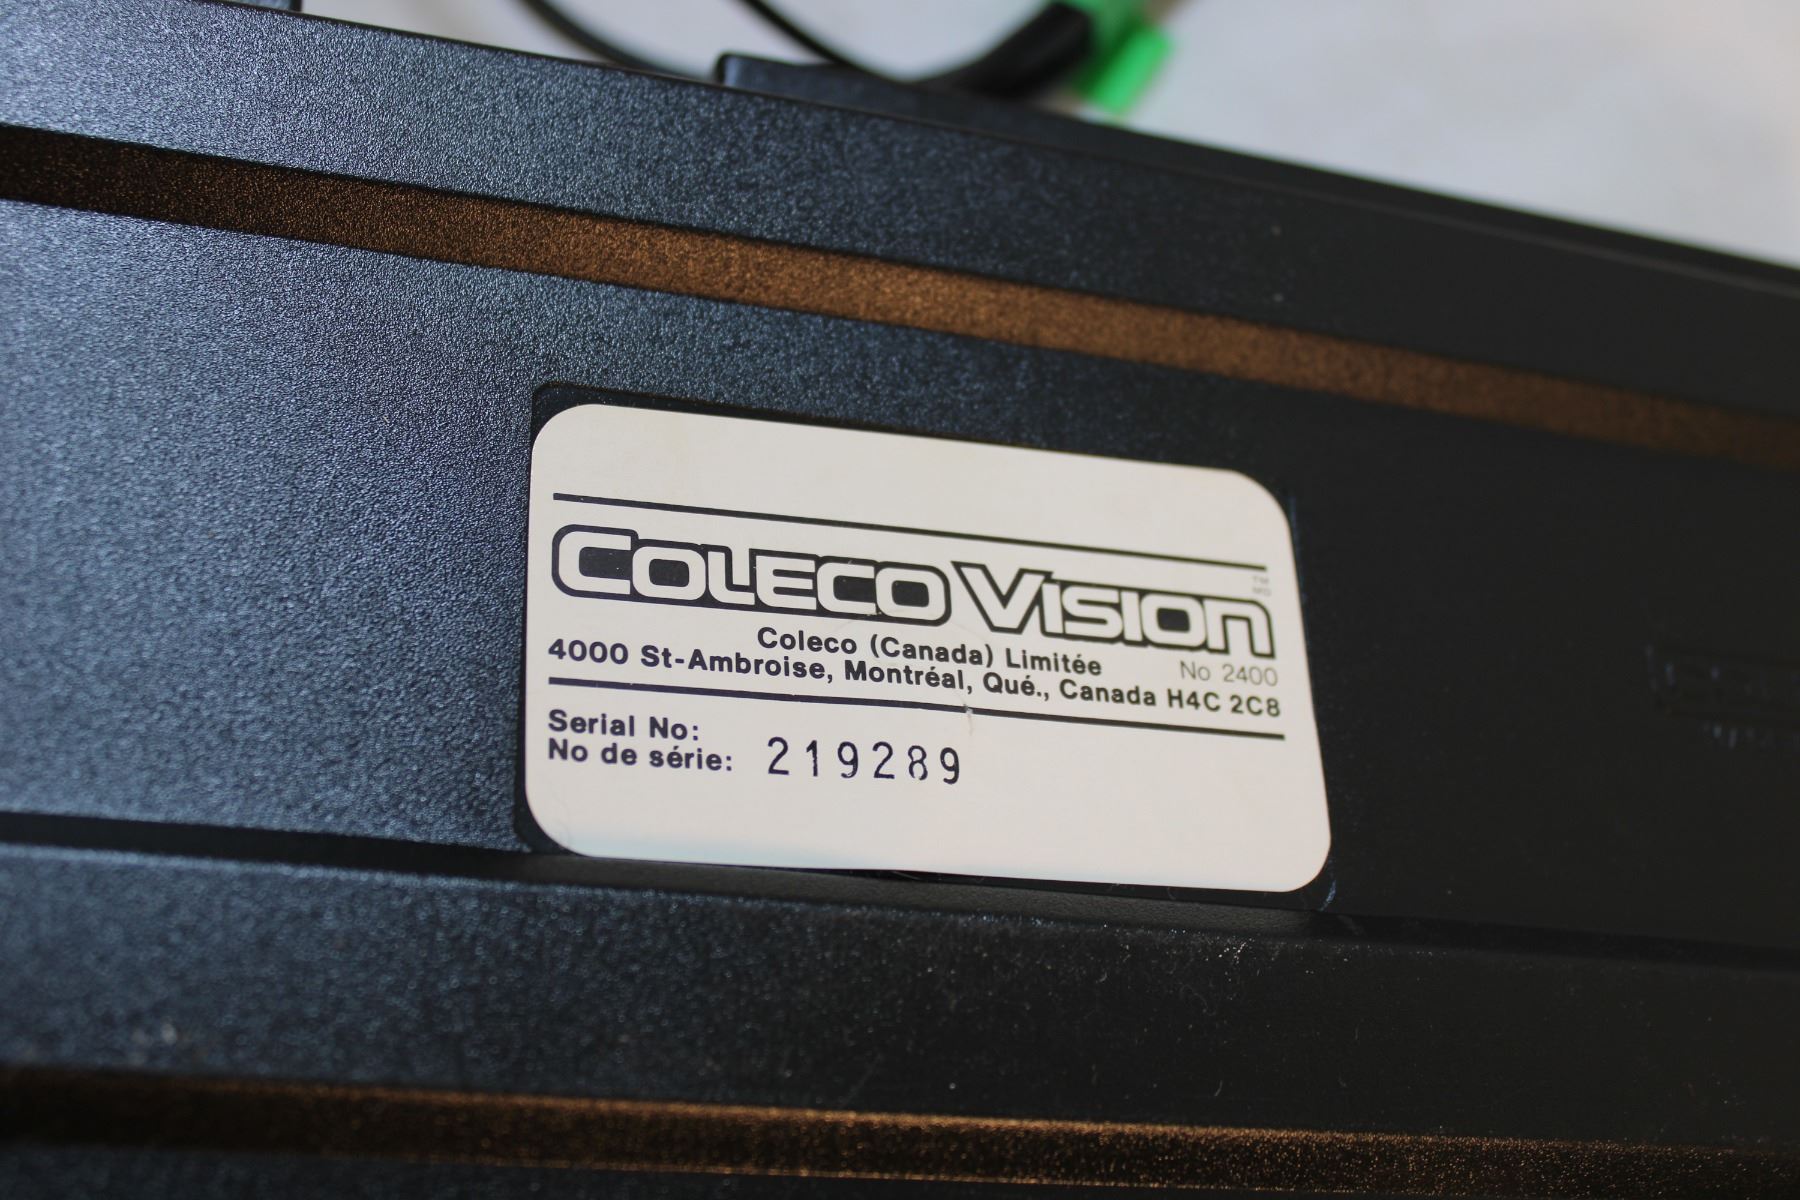 COLECOVISION
TM
MD
Coleco (Canada) Limitée
No 2400
4000 St-Ambroise, Montréal, Qué., Canada H4C 2C8
Serial No:
No de série: 219289